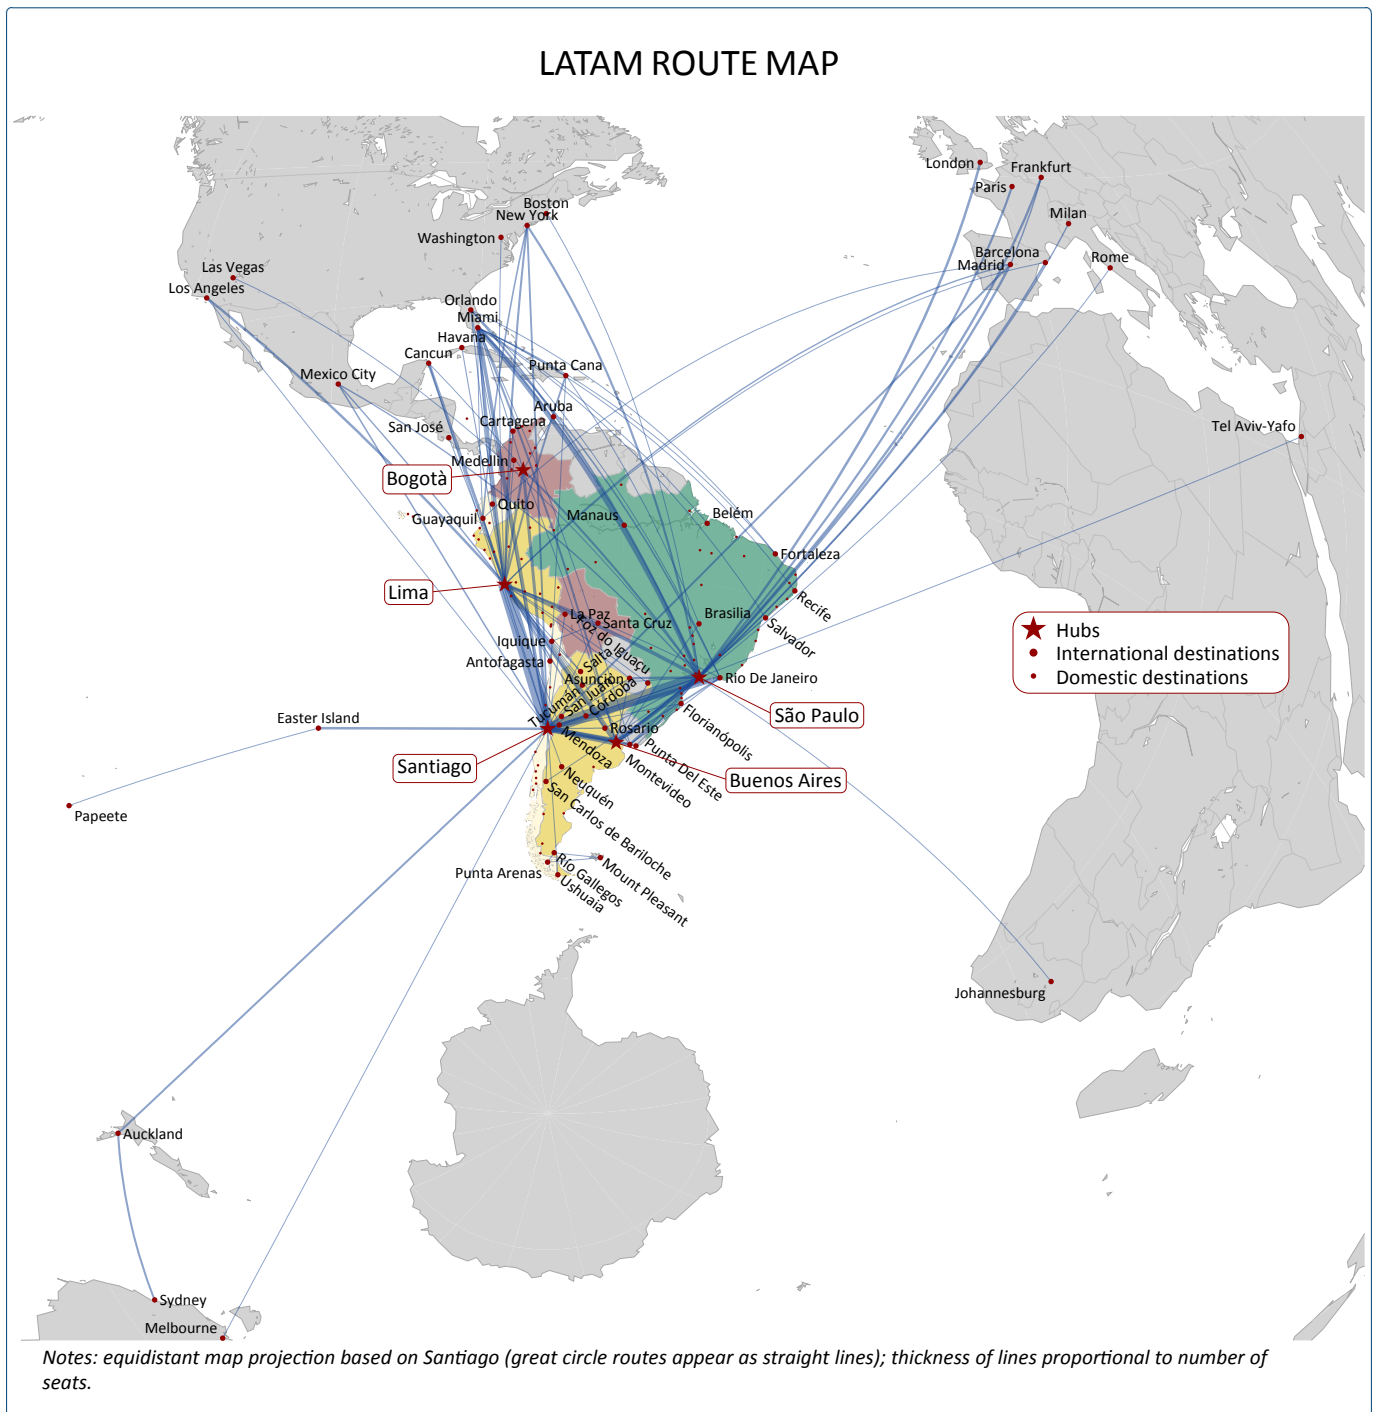 LATAM ROUTE MAP
London
Frankfurt
Paris
Boston
New York
Milan
Washington
Barcelona
Madrid
Rome
Las Vegas
Los Angeles
Orlando
Miami
Havana
Cancun
Punta Cana
Mexico City
Aruba
Cartagena
San José
Tel Aviv-Yafo
Medellin
Bogotà
Quito
Guayaquil
Manaus
Belém
Fortaleza
Lima
Recife
La Paz
Santa Cruz
Brasilia
Salvador
Foz do Iguaçu
Iquique
Hubs
International destinations
Domestic destinations
Antofagasta
Salta
Asunciòn
Rio De Janeiro
Tucumán
San Juan
Córdoba
São Paulo
Florianópolis
Easter Island
Rosario
Santiago
Mendoza
Punta Del Este
Montevideo
Buenos Aires
Neuquén
San Carlos de Bariloche
Papeete
Punta Arenas
Río Gallegos
Ushuaia
Mount Pleasant
Johannesburg
Auckland
Sydney
Melbourne
Notes: equidistant map projection based on Santiago (great circle routes appear as straight lines); thickness of lines proportional to number of
seats.